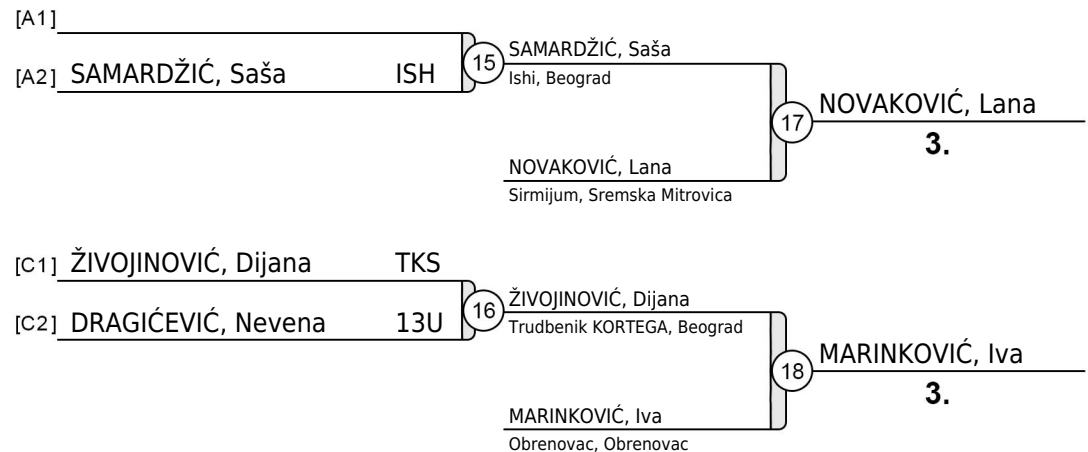 [A1]
[A2] SAMARDŽIĆ, Saša ISH
15
SAMARDŽIĆ, Saša
Ishi, Beograd
17
NOVAKOVIĆ, Lana
3.
NOVAKOVIĆ, Lana
Sirmijum, Sremska Mitrovica
[C1] ŽIVOJINOVIĆ, Dijana TKS
[C2] DRAGIĆEVIĆ, Nevena 13U
16
ŽIVOJINOVIĆ, Dijana
Trudbenik KORTEGA, Beograd
18
MARINKOVIĆ, Iva
3.
MARINKOVIĆ, Iva
Obrenovac, Obrenovac